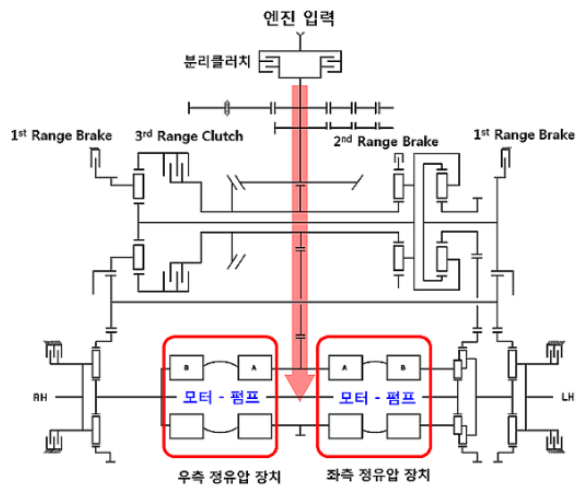 엔진 입력
분리클러치
1st Range Brake
3rd Range Clutch
2nd Range Brake
1st Range Brake
B
A
A
B
RH
모터 - 펌프
모터 - 펌프
LH
우측 정유압 장치
좌측 정유압 장치